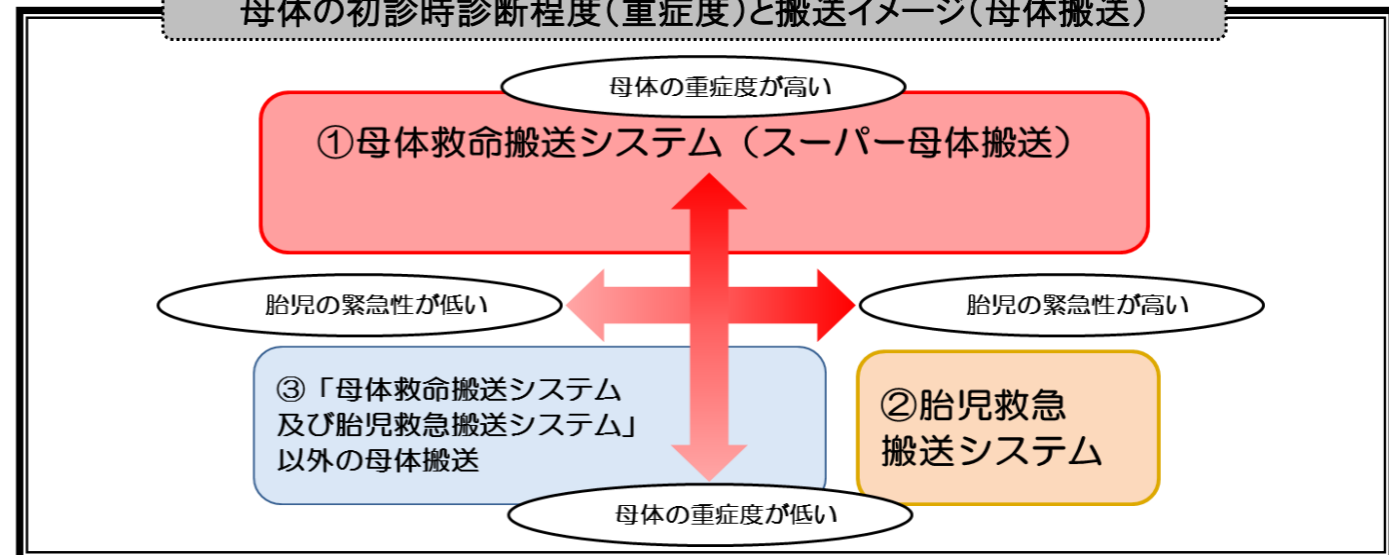 母体の初診時診断程度(重症度)と搬送イメージ(母体搬送)
母体の重症度が高い
①母体救命搬送システム(スーパー母体搬送)
胎児の緊急性が低い
胎児の緊急性が高い
③「母体救命搬送システム
及び胎児救急搬送システム」
以外の母体搬送
②胎児救急
搬送システム
母体の重症度が低い